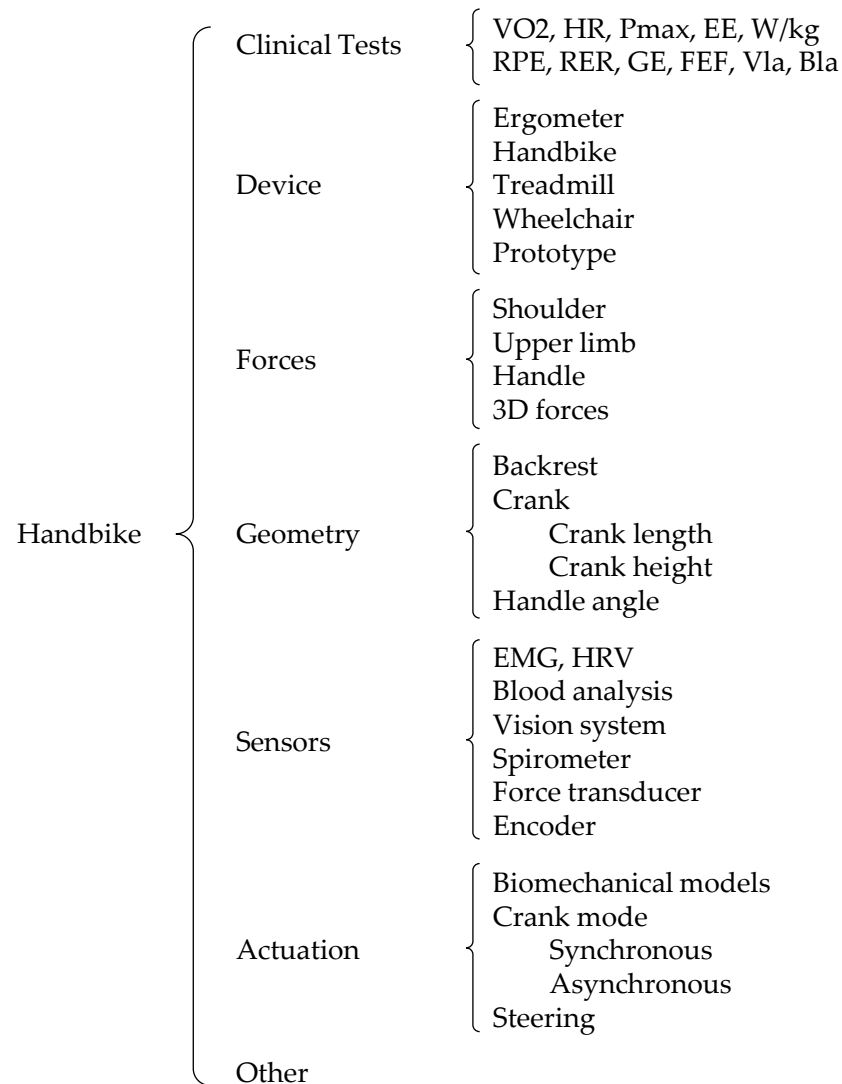 Handbike
Clinical Tests
VO2, HR, Pmax, EE, W/kg
RPE, RER, GE, FEF, Vla, Bla
Device
Ergometer
Handbike
Treadmill
Wheelchair
Prototype
Forces
Shoulder
Upper limb
Handle
3D forces
Geometry
Backrest
Crank
Crank length
Crank height
Handle angle
Sensors
EMG, HRV
Blood analysis
Vision system
Spirometer
Force transducer
Encoder
Actuation
Biomechanical models
Crank mode
Synchronous
Asynchronous
Steering
Other